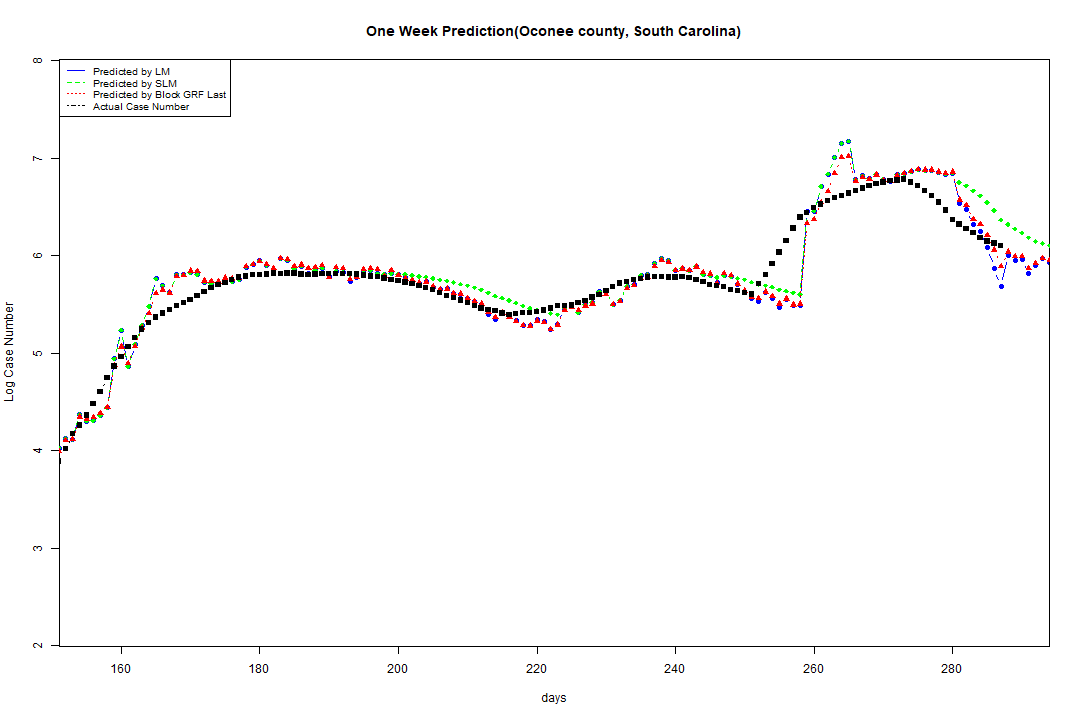 One Week Prediction(Oconee county, South Carolina)
Predicted by LM
Predicted by SLM
Predicted by Block GRF Last
Actual Case Number
8
7
6
5
4
3
2
Log Case Number
160 180 200 220 240 260 280
days